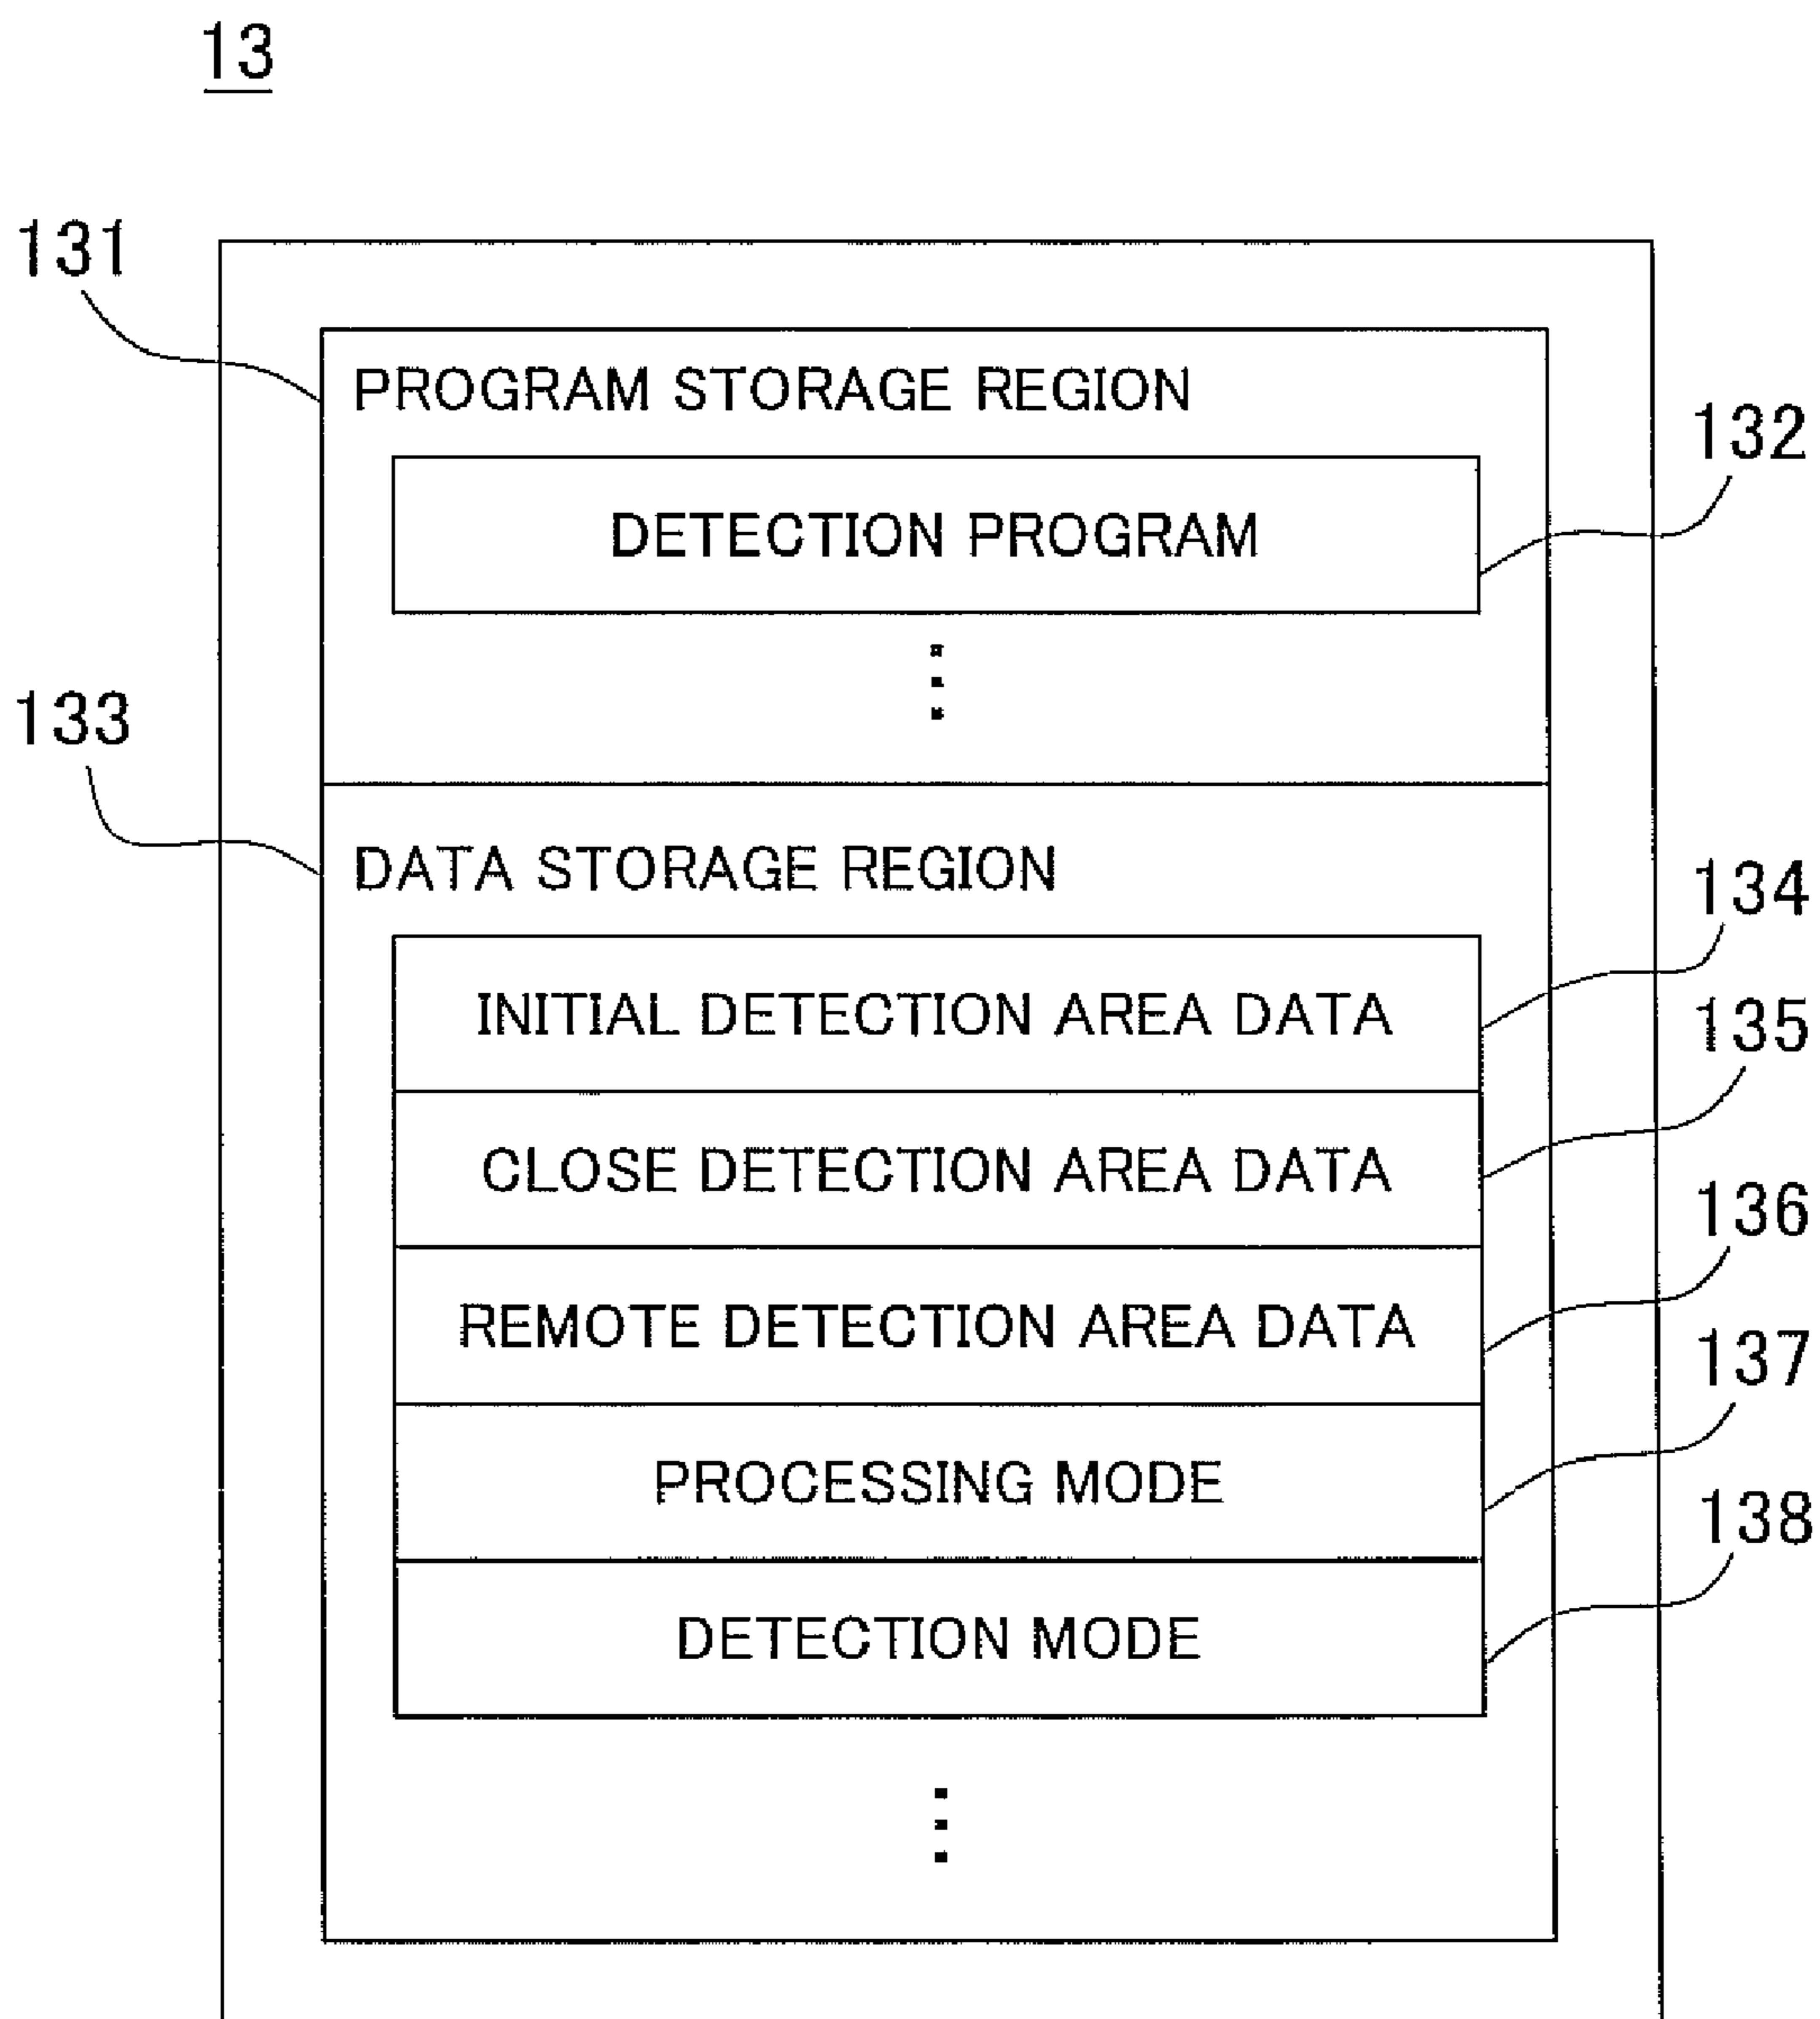 13
131
PROGRAM STORAGE REGION
132
DETECTION PROGRAM
133
DATA STORAGE REGION
134
INITIAL DETECTION AREA DATA
135
CLOSE DETECTION AREA DATA
136
REMOTE DETECTION AREA DATA
137
PROCESSING MODE
138
DETECTION MODE